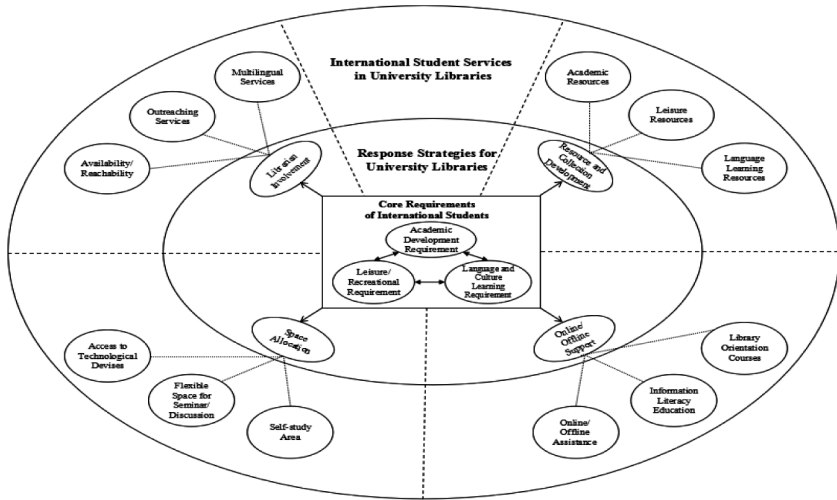 International Student Services
in University Libraries
Multilingual
Services
Outreaching
Services
Availability/
Reachability
Academic
Resources
Leisure
Resources
Language
Learning
Resources
Response Strategies for
University Libraries
Librarian
Involvement
Resource and
Collection
Development
Core Requirements
of International Students
Academic
Development
Requirement
Leisure/
Recreational
Requirement
Language and
Culture
Learning
Requirement
Space
Allocation
Online/
Offline
Support
Access to
Technological
Devises
Flexible
Space for
Seminar/
Discussion
Self-study
Area
Library
Orientation
Courses
Information
Literacy
Education
Online/
Offline
Assistance